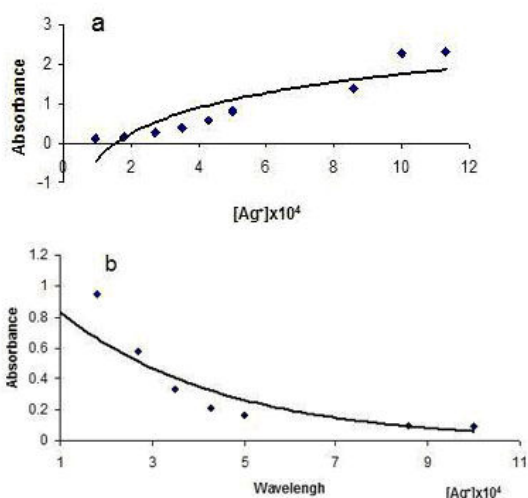 a
3
2
1
0
-1
Absorbance
0 2 4 6 8 10 12
[Ag⁺]x10⁴
b
1.2
1
0.8
0.6
0.4
0.2
0
Absorbance
1 3 5 7 9 11
Wavelengh [Ag⁺]x10⁴